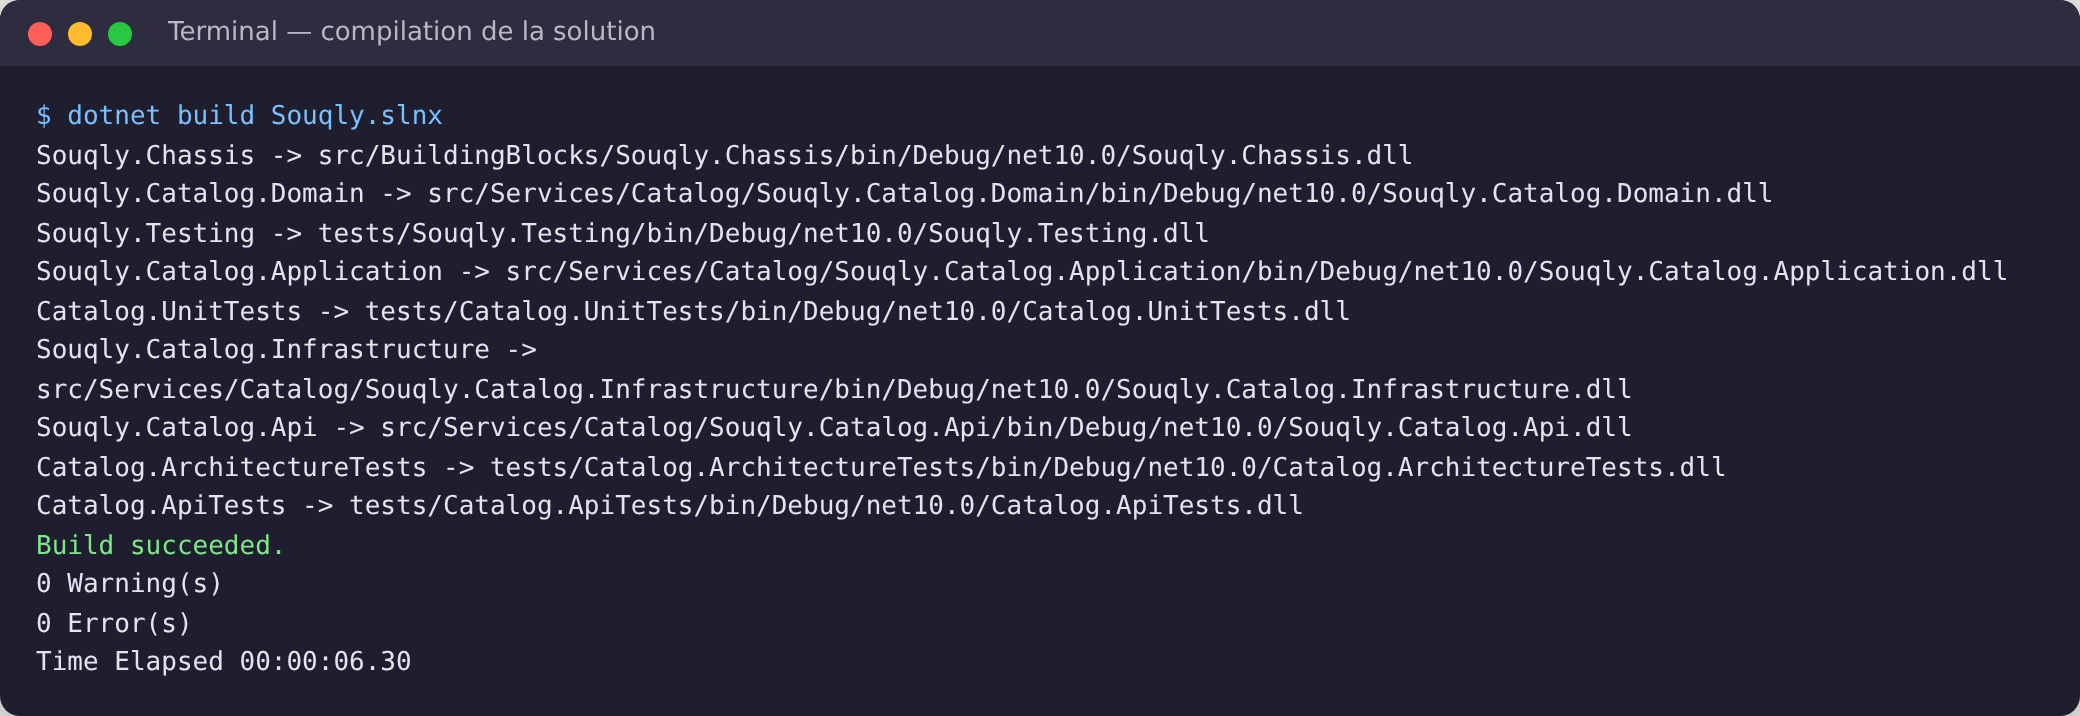 Terminal — compilation de la solution
$ dotnet build Souqly.slnx
Souqly.Chassis -> src/BuildingBlocks/Souqly.Chassis/bin/Debug/net10.0/Souqly.Chassis.dll
Souqly.Catalog.Domain -> src/Services/Catalog/Souqly.Catalog.Domain/bin/Debug/net10.0/Souqly.Catalog.Domain.dll
Souqly.Testing -> tests/Souqly.Testing/bin/Debug/net10.0/Souqly.Testing.dll
Souqly.Catalog.Application -> src/Services/Catalog/Souqly.Catalog.Application/bin/Debug/net10.0/Souqly.Catalog.Application.dll
Catalog.UnitTests -> tests/Catalog.UnitTests/bin/Debug/net10.0/Catalog.UnitTests.dll
Souqly.Catalog.Infrastructure ->
src/Services/Catalog/Souqly.Catalog.Infrastructure/bin/Debug/net10.0/Souqly.Catalog.Infrastructure.dll
Souqly.Catalog.Api -> src/Services/Catalog/Souqly.Catalog.Api/bin/Debug/net10.0/Souqly.Catalog.Api.dll
Catalog.ArchitectureTests -> tests/Catalog.ArchitectureTests/bin/Debug/net10.0/Catalog.ArchitectureTests.dll
Catalog.ApiTests -> tests/Catalog.ApiTests/bin/Debug/net10.0/Catalog.ApiTests.dll
Build succeeded.
0 Warning(s)
0 Error(s)
Time Elapsed 00:00:06.30